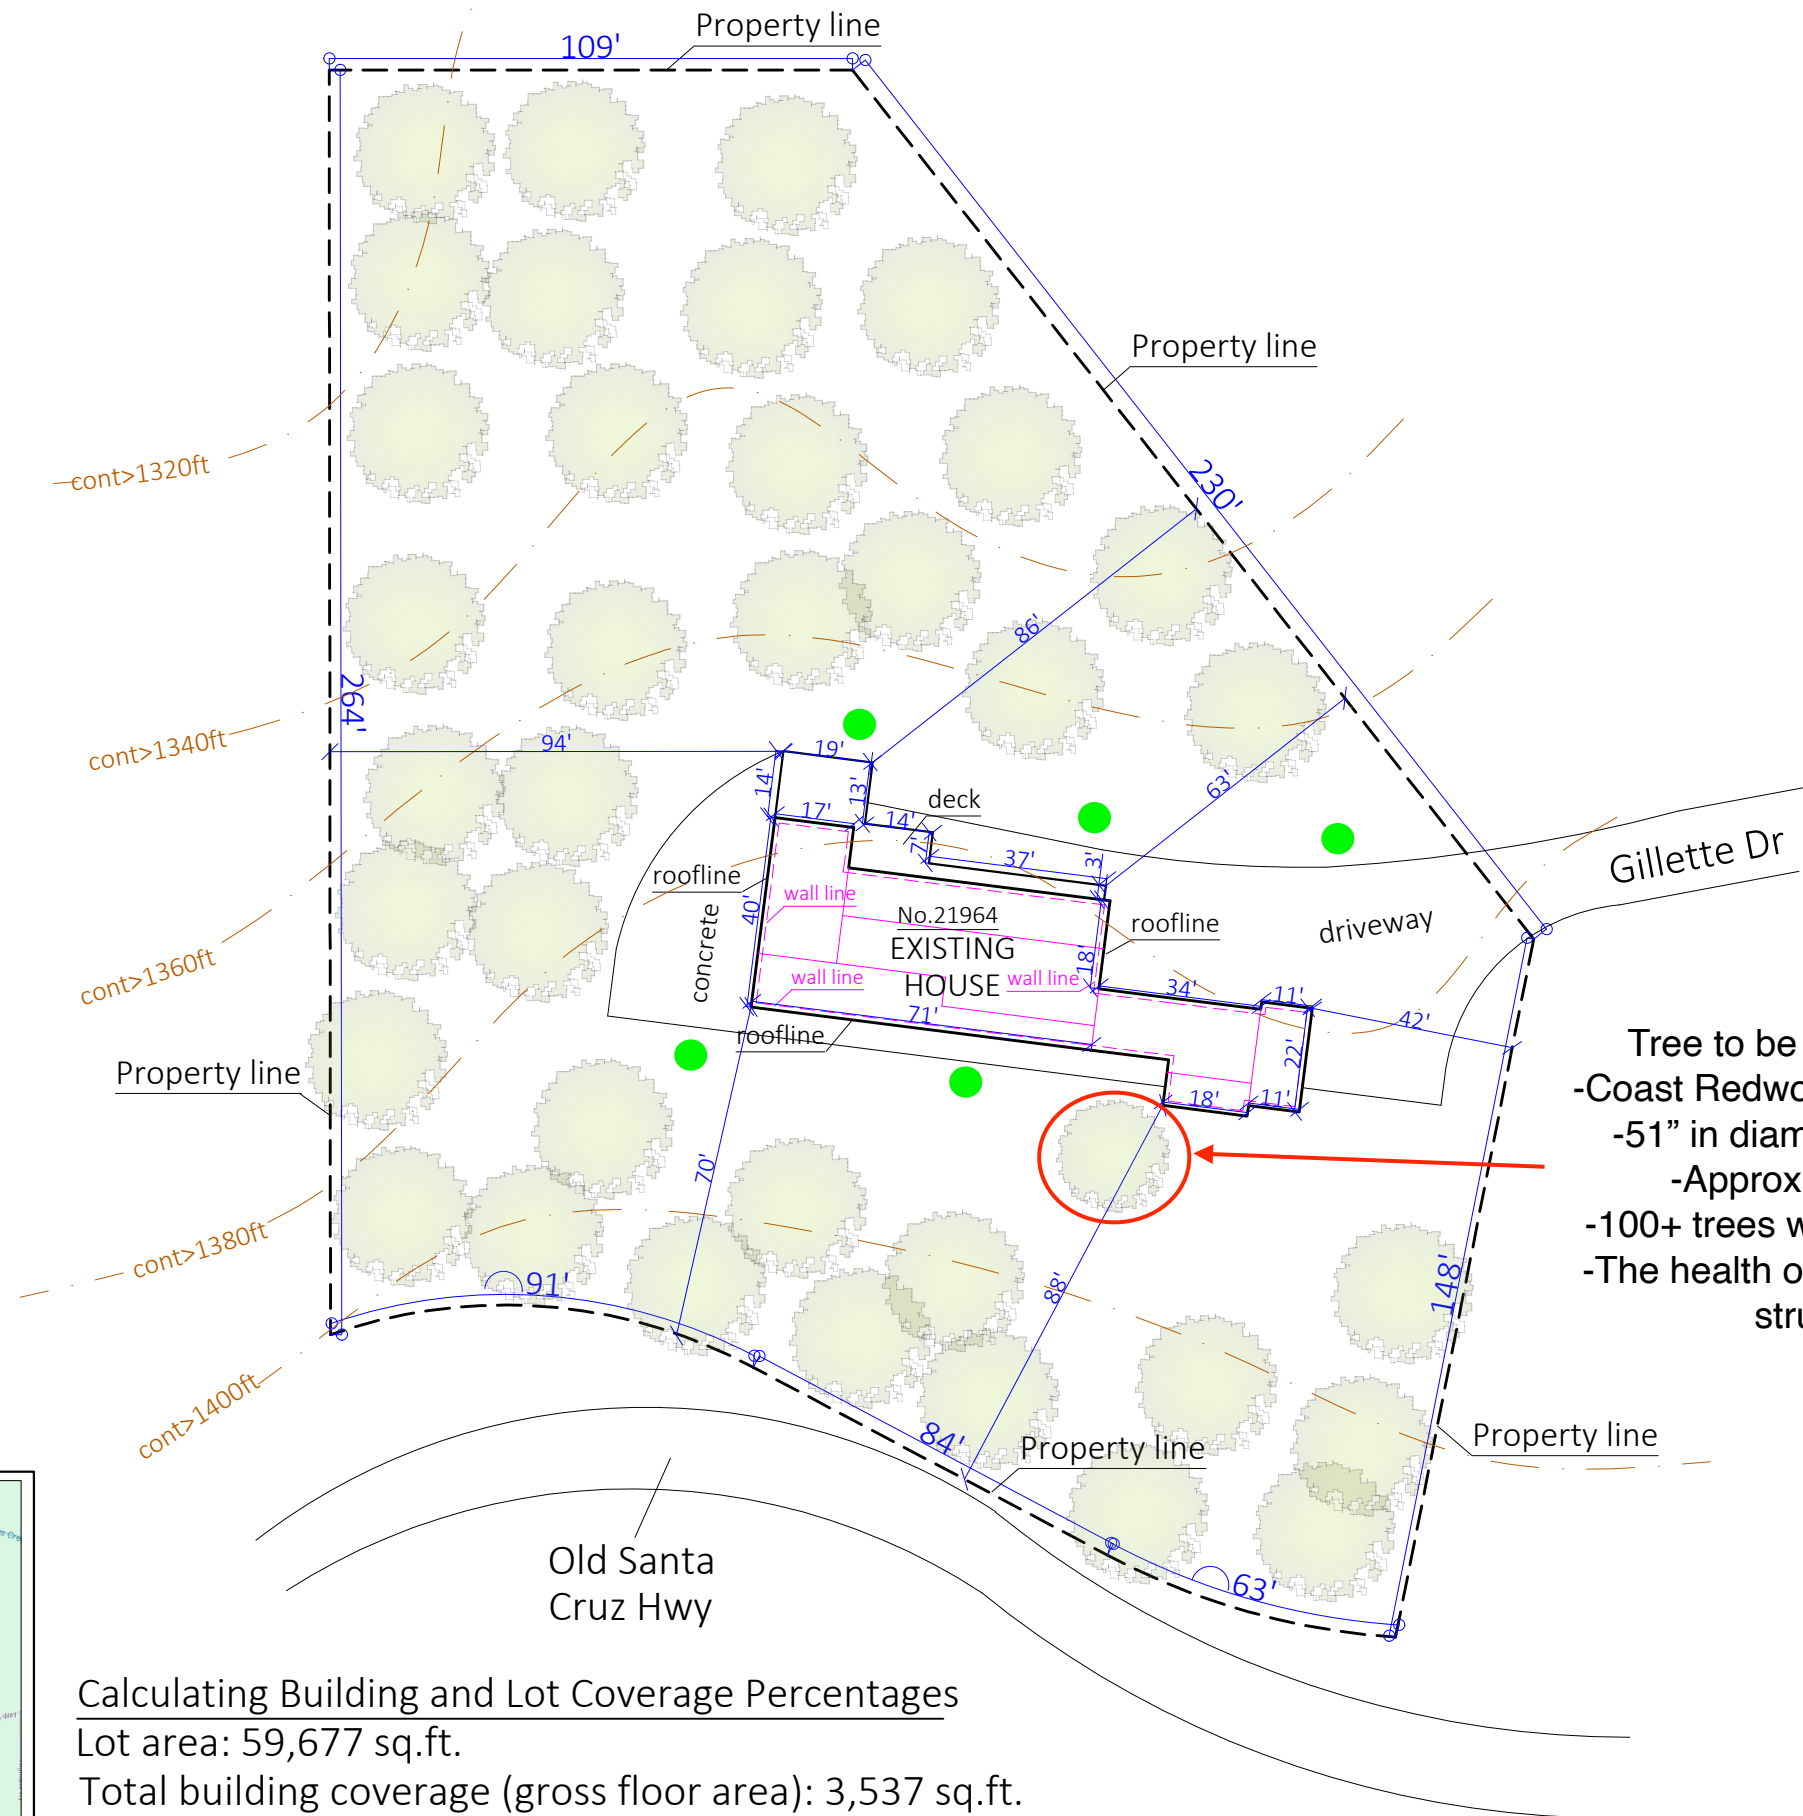 Property line
109'
Property line
230'
cont>1320ft
86'
264'
cont>1340ft
94'
19'
14'
13'
63'
17'
14'
deck
7'
37'
3'
Gillette Dr
roofline
wall line
40'
No.21964
roofline
driveway
concrete
EXISTING
HOUSE
cont>1360ft
wall line
wall line
18'
34'
11'
71'
42'
roofline
22'
Property line
18'
11'
Tree to be
-Coast Redwo
-51” in diam
-Approx
-100+ trees w
-The health o
stru
70'
cont>1380ft
91'
88'
148'
cont>1400ft
84'
Property line
Property line
Old Santa
Cruz Hwy
63'
Calculating Building and Lot Coverage Percentages
Lot area: 59,677 sq.ft.
Total building coverage (gross floor area): 3,537 sq.ft.